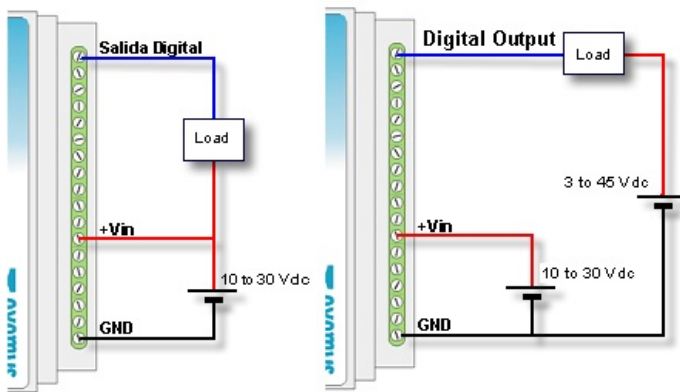 Salida Digital
Load
+Vin
10 to 30 Vdc
GND
Digital Output
Load
3 to 45 Vdc
+Vin
10 to 30 Vdc
GND